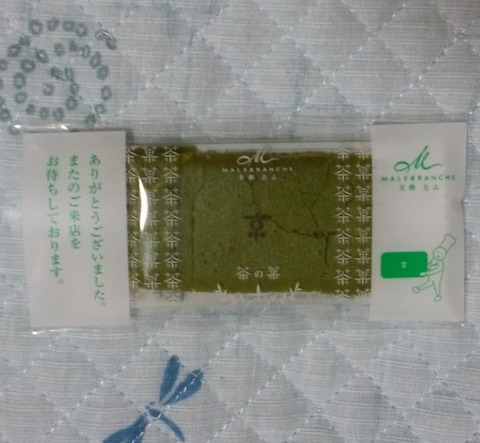 ありがとうございました。
またのご来店を
お待ちしております。
M
MALEBRANCHE
京都 北山
京
茶の菓
M
MALEBRANCHE
京都 北山